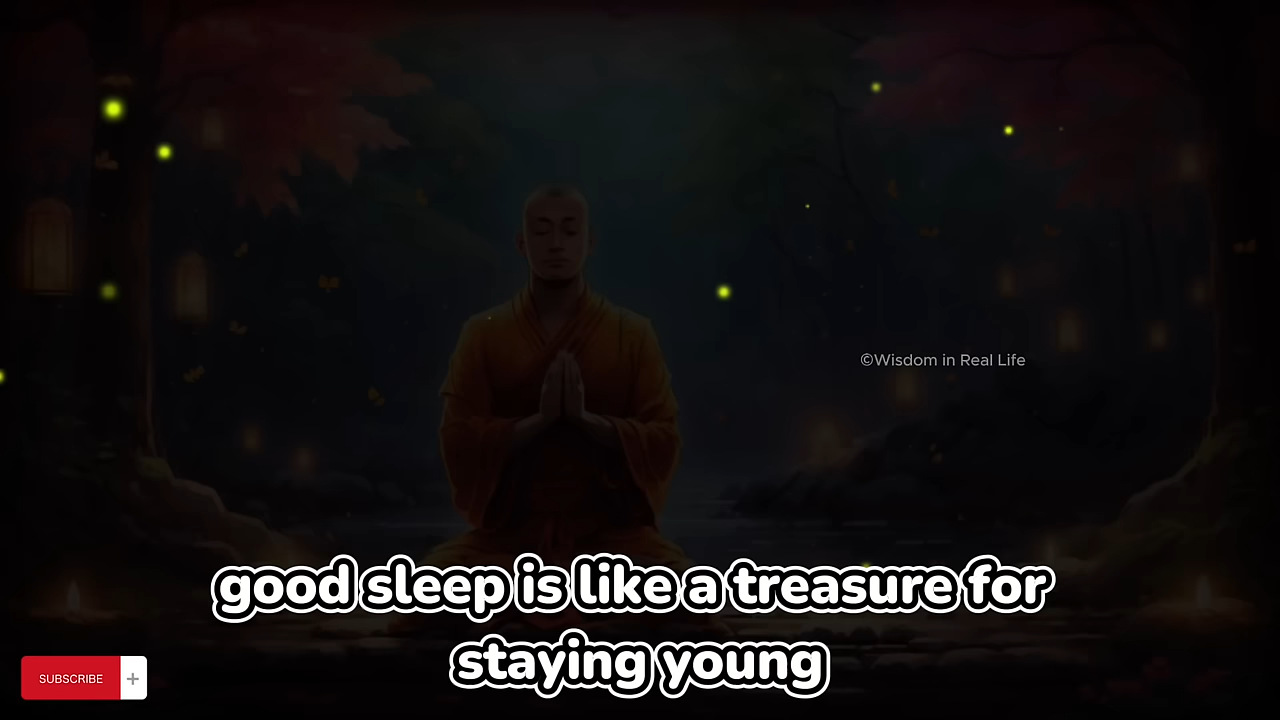 ©Wisdom in Real Life
good sleep is like a treasure for
staying young
SUBSCRIBE +